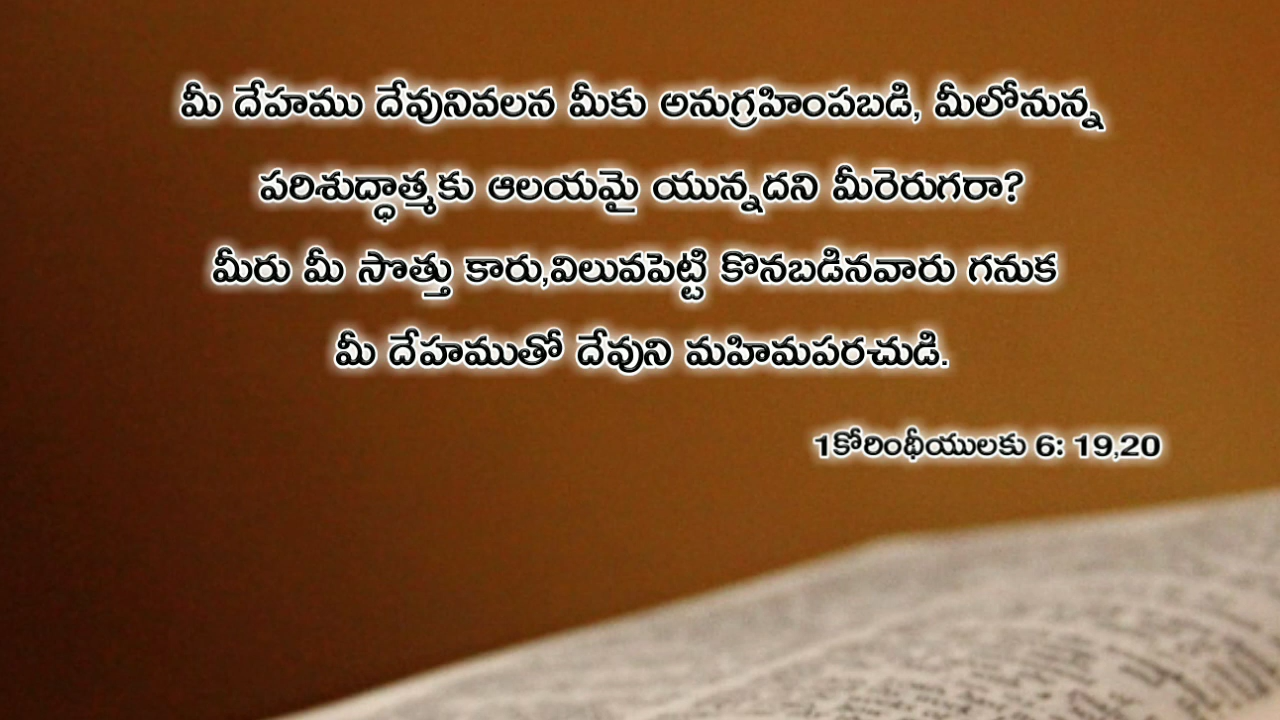 మీ దేహము దేవునివలన మీకు అనుగ్రహింపబడి, మీలోనున్న
పరిశుద్ధాత్మకు ఆలయమై యున్నదని మీరెరుగరా?
మీరు మీ సొత్తు కారు,విలువపెట్టి కొనబడినవారు గనుక
మీ దేహముతో దేవుని మహిమపరచుడి.
1కోరింథీయులకు 6: 19,20